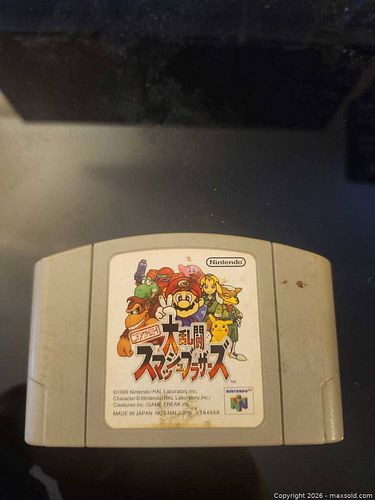 Nintendo
ニンテンドウオールスター!
大乱闘
スマッシュブラザーズ
TM
©1999 Nintendo/HAL Laboratory,Inc.
Character:©Nintendo/HAL Laboratory,Inc./
Creatures inc./GAME FREAK inc.
MADE IN JAPAN
NINTENDO 64
Copyright 2026 - maxsold.com